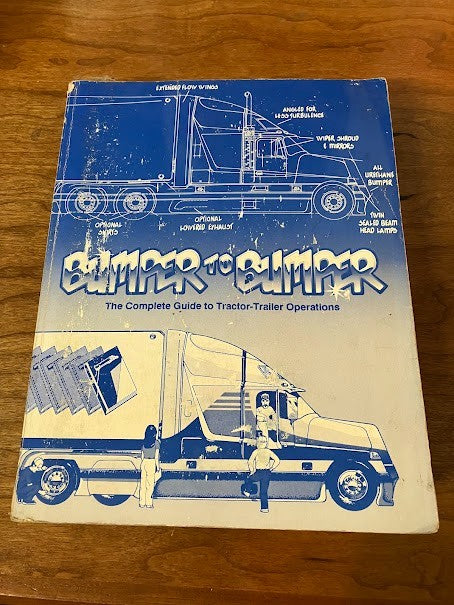 EXTENDED FLOW WINGS
ANGLED FOR
LESS TURBULENCE
WIPER SHROUD
& MIRRORS
ALL
URETHANE
BUMPER
TWIN
SEALED BEAM
HEAD LAMPS
OPTIONAL
SKIRTS
OPTIONAL
LOWERED EXHAUST
BUMPER TO BUMPER
The Complete Guide to Tractor-Trailer Operations